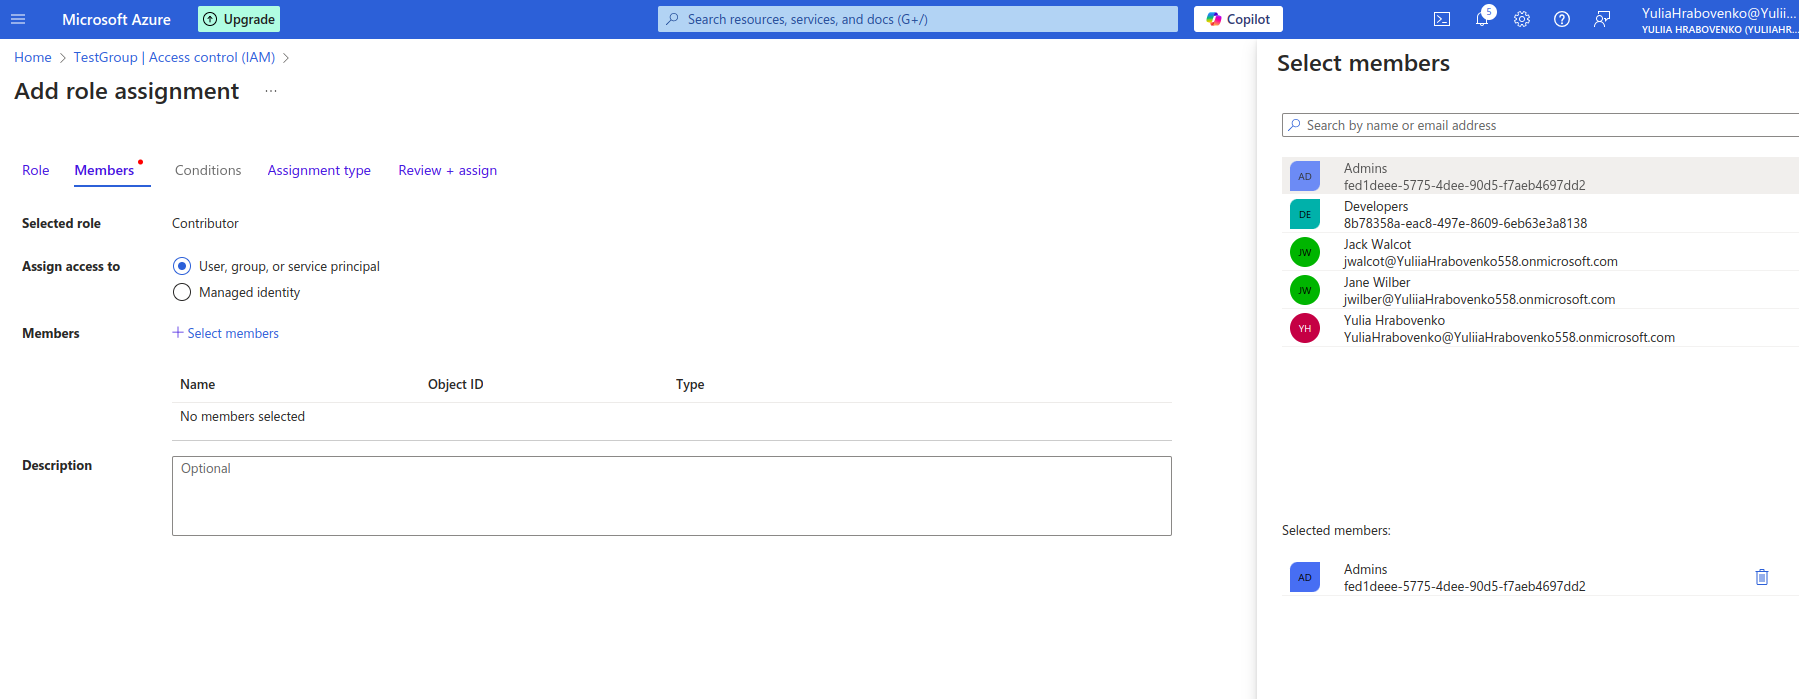 Microsoft Azure
Upgrade
Search resources, services, and docs (G+/)
Copilot
5
YuliaHrabovenko@Yulii...
YULIIA HRABOVENKO (YULIIAHR...
Home > TestGroup | Access control (IAM) >
Add role assignment ...
Role Members Conditions Assignment type Review + assign
Selected role Contributor
Assign access to User, group, or service principal
Managed identity
Members + Select members
Name Object ID Type
No members selected
Description Optional
Select members
Search by name or email address
AD Admins
fed1deee-5775-4dee-90d5-f7aeb4697dd2
DE Developers
8b78358a-eac8-497e-8609-6eb63e3a8138
JW Jack Walcot
jwalcot@YuliiaHrabovenko558.onmicrosoft.com
JW Jane Wilber
jwilber@YuliiaHrabovenko558.onmicrosoft.com
YH Yulia Hrabovenko
YuliaHrabovenko@YuliiaHrabovenko558.onmicrosoft.com
Selected members:
AD Admins
fed1deee-5775-4dee-90d5-f7aeb4697dd2